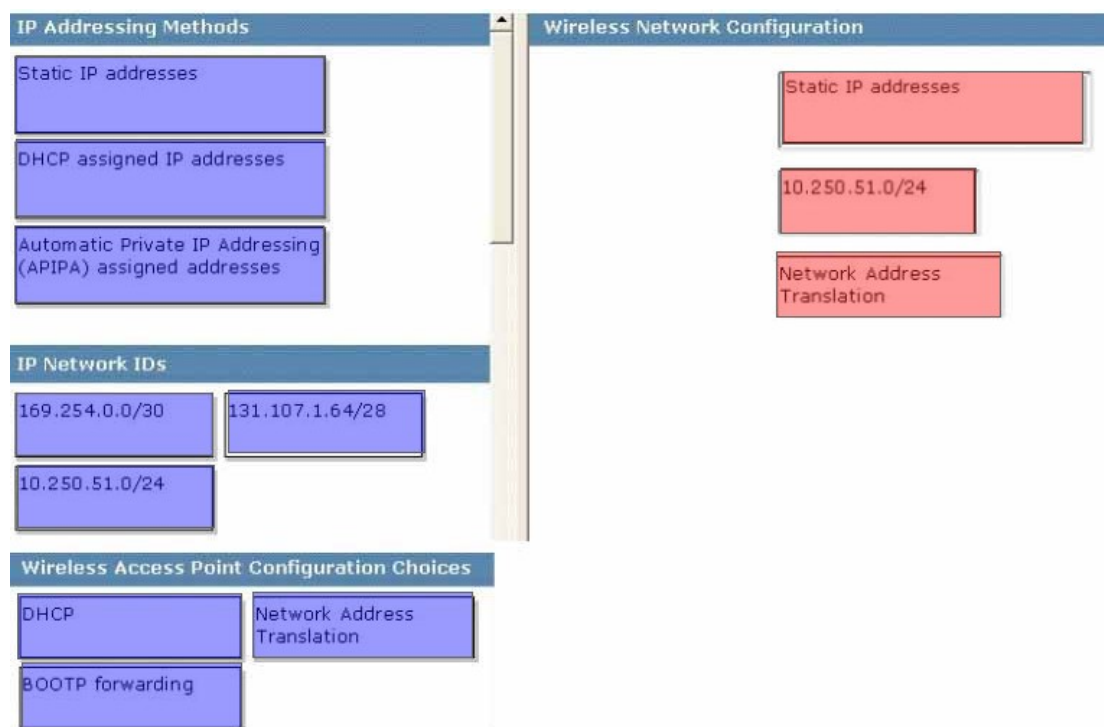 IP Addressing Methods
Static IP addresses
DHCP assigned IP addresses
Automatic Private IP Addressing
(APIPA) assigned addresses
IP Network IDs
169.254.0.0/30
131.107.1.64/28
10.250.51.0/24
Wireless Access Point Configuration Choices
DHCP
Network Address
Translation
BOOTP forwarding
Wireless Network Configuration
Static IP addresses
10.250.51.0/24
Network Address
Translation